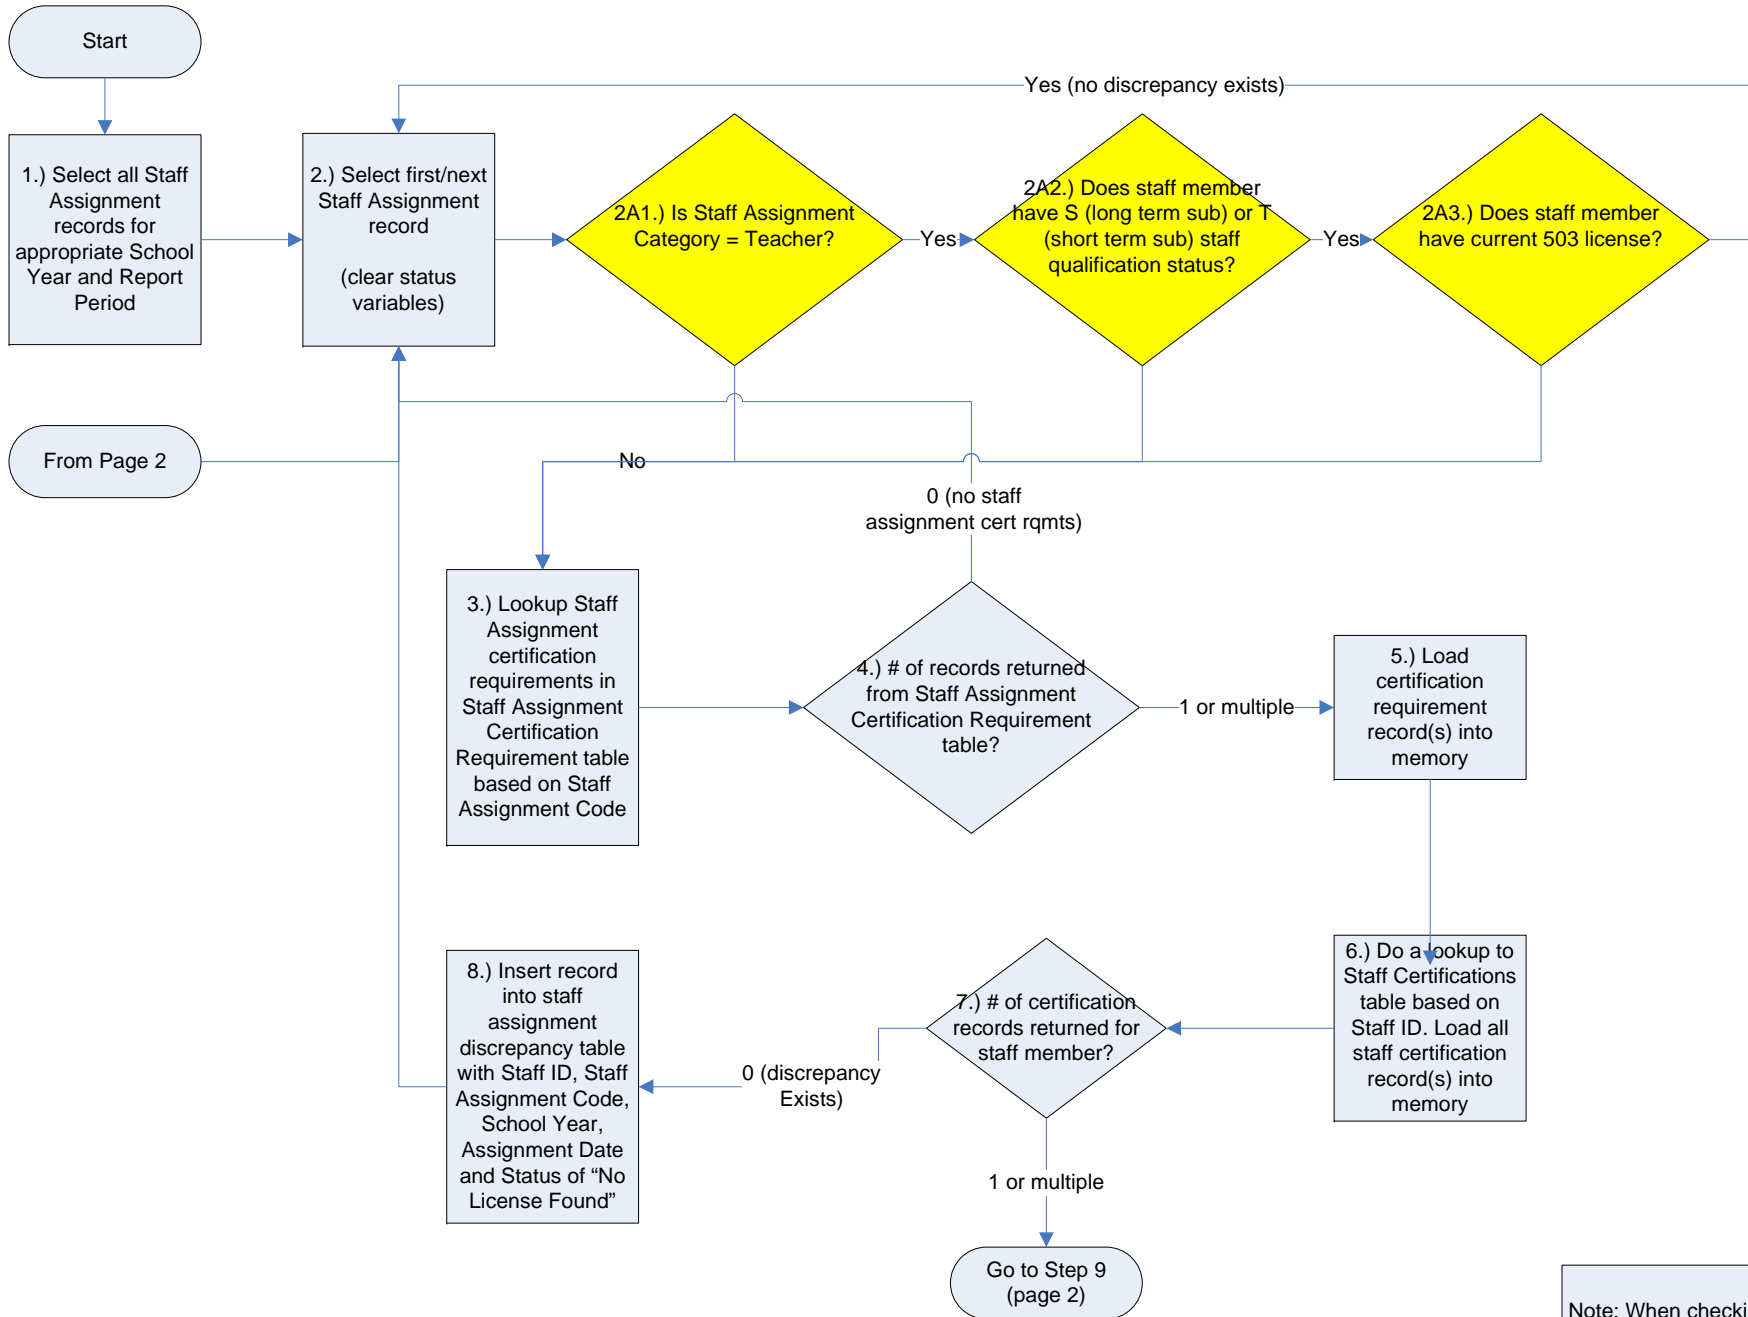 Start
Yes (no discrepancy exists)
1.) Select all Staff
Assignment
records for
appropriate School
Year and Report
Period
2.) Select first/next
Staff Assignment
record
(clear status
variables)
2A1.) Is Staff Assignment
Category = Teacher?
Yes
2A2.) Does staff member
have S (long term sub) or T
(short term sub) staff
qualification status?
Yes
2A3.) Does staff member
have current 503 license?
From Page 2
No
0 (no staff
assignment cert rqmts)
3.) Lookup Staff
Assignment
certification
requirements in
Staff Assignment
Certification
Requirement table
based on Staff
Assignment Code
4.) # of records returned
from Staff Assignment
Certification Requirement
table?
1 or multiple
5.) Load
certification
requirement
record(s) into
memory
6.) Do a lookup to
Staff Certifications
table based on
Staff ID. Load all
staff certification
record(s) into
memory
7.) # of certification
records returned for
staff member?
0 (discrepancy
Exists)
8.) Insert record
into staff
assignment
discrepancy table
with Staff ID, Staff
Assignment Code,
School Year,
Assignment Date
and Status of “No
License Found”
1 or multiple
Go to Step 9
(page 2)
Note: When